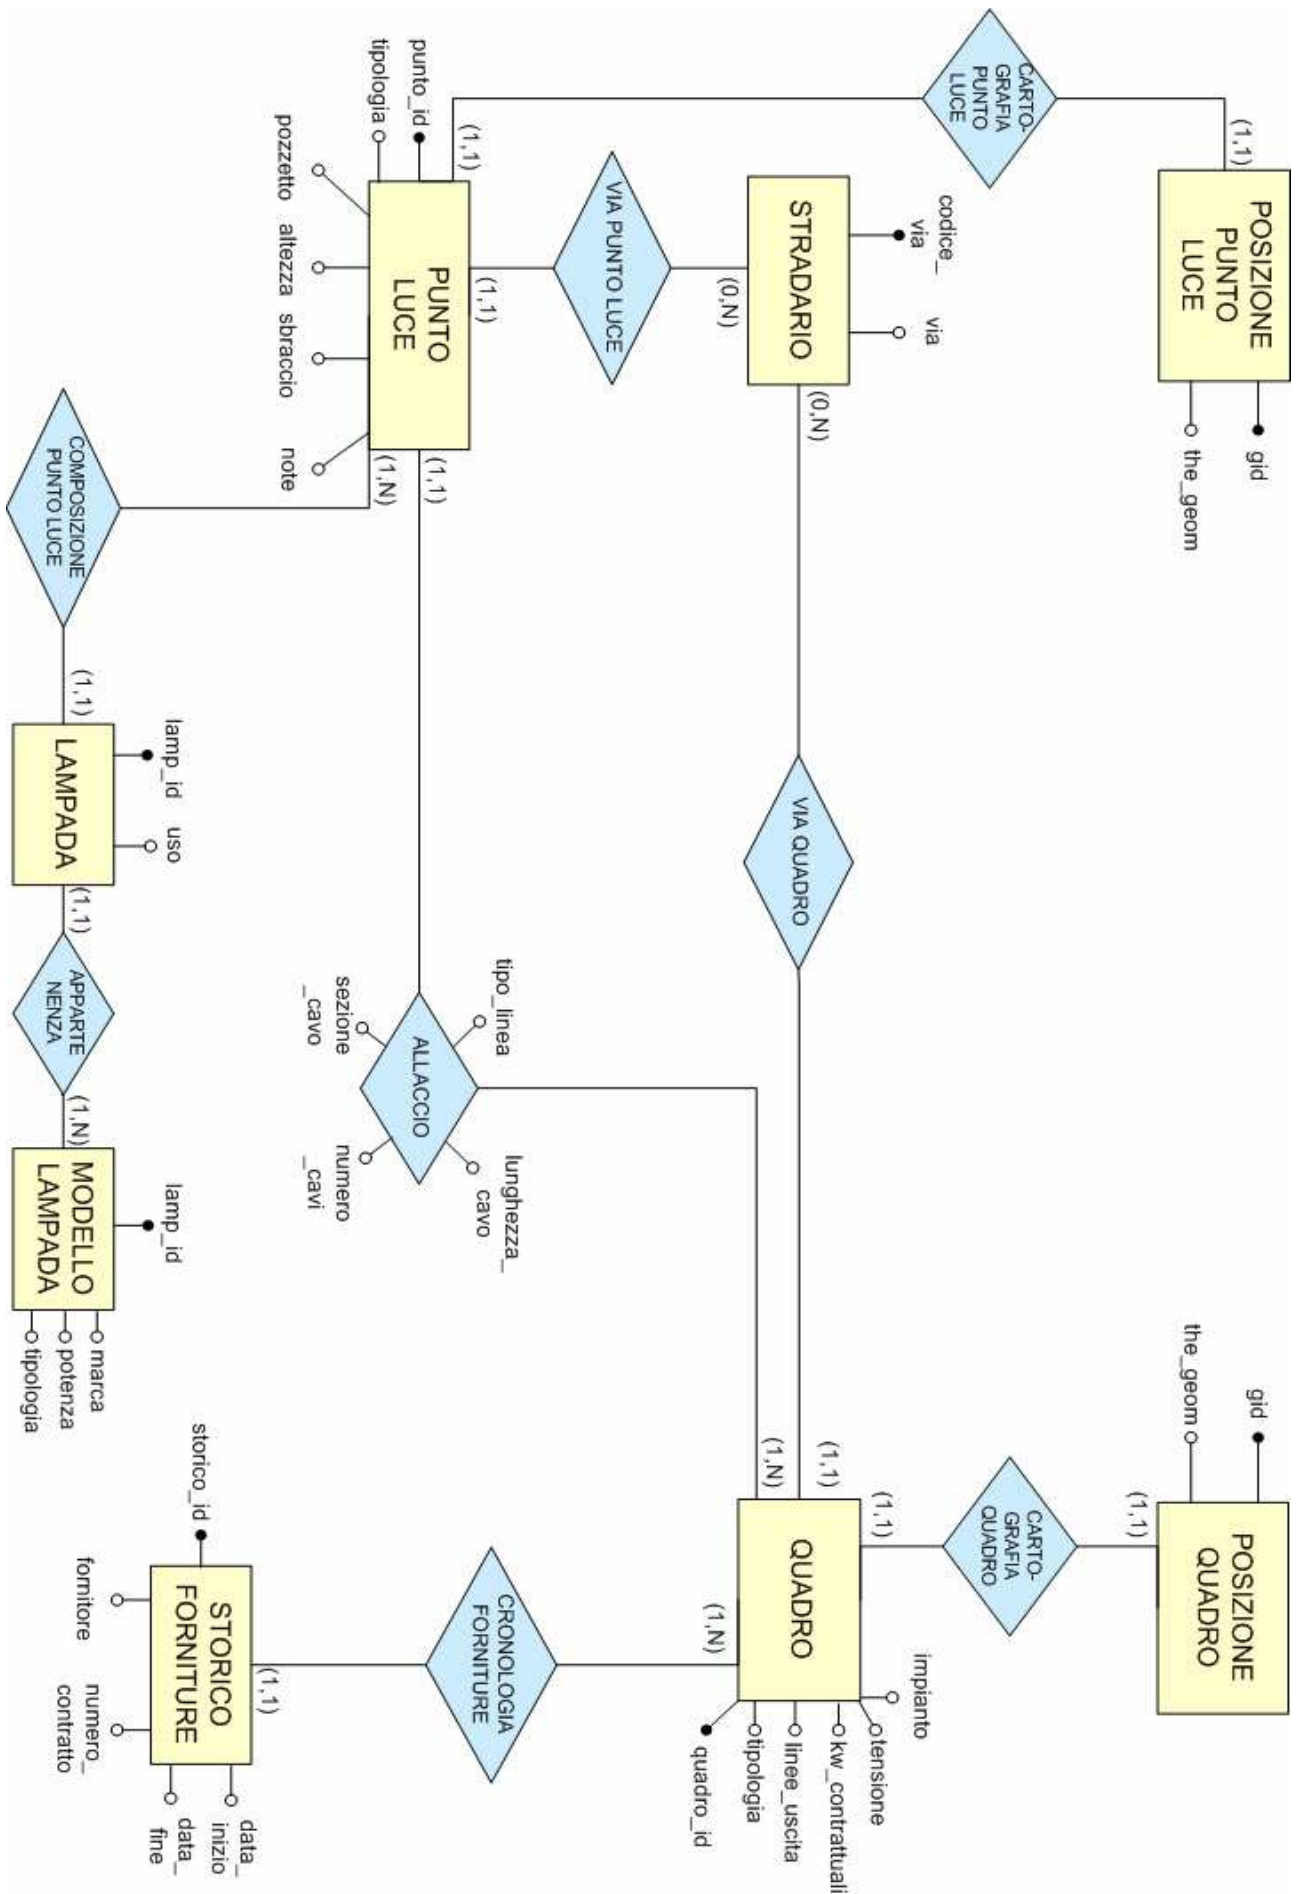 POSIZIONE
PUNTO
LUCE
gid
the_geom
(1,1)
CARTO-
GRAFIA
PUNTO
LUCE
gid
the_geom
POSIZIONE
QUADRO
(1,1)
CARTO-
GRAFIA
QUADRO
(1,1)
codice_
via
via
STRADARIO
(0,N)
(0,N)
VIA QUADRO
(1,1)
(1,N)
QUADRO
impianto
tensione
kw_contrattuali
linee_uscita
tipologia
quadro_id
(1,N)
VIA PUNTO LUCE
(1,1)
(1,1)
punto_id
tipologia
PUNTO
LUCE
(1,1)
(1,N)
pozzetto
altezza
sbraccio
note
tipo_linea
lunghezza_
cavo
ALLACCIO
sezione
_cavo
numero
_cavi
CRONOLOGIA
FORNITURE
(1,1)
storico_id
STORICO
FORNITURE
data_
inizio
data_
fine
fornitore
numero_
contratto
COMPOSIZIONE
PUNTO LUCE
(1,1)
lamp_id
uso
LAMPADA
(1,1)
APPARTE
NENZA
(1,N)
lamp_id
MODELLO
LAMPADA
marca
potenza
tipologia